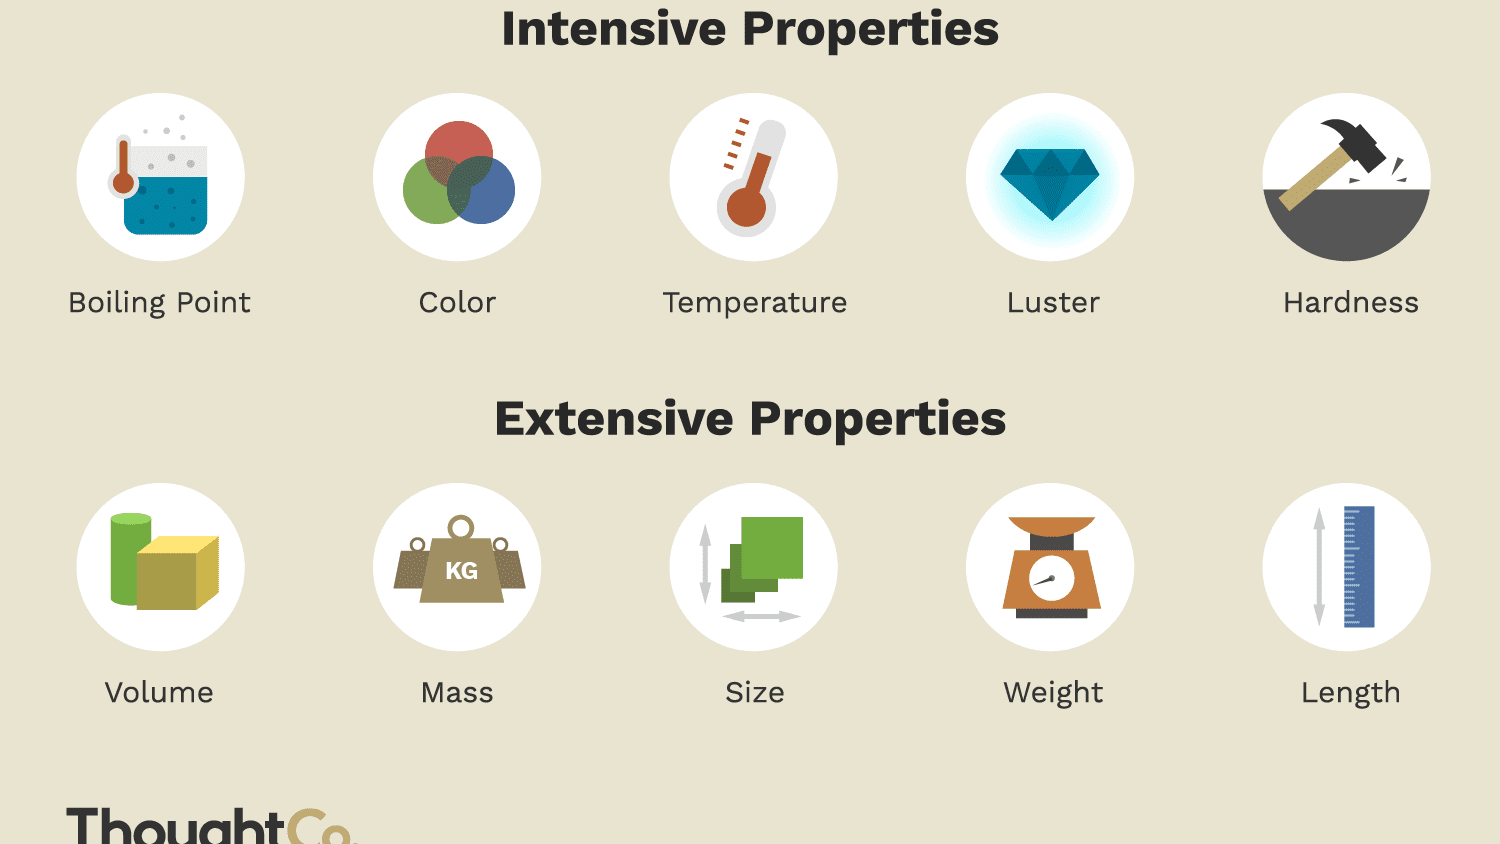 Intensive Properties
Boiling Point
Color
Temperature
Luster
Hardness
Extensive Properties
KG
Volume
Mass
Size
Weight
Length
ThoughtCo.